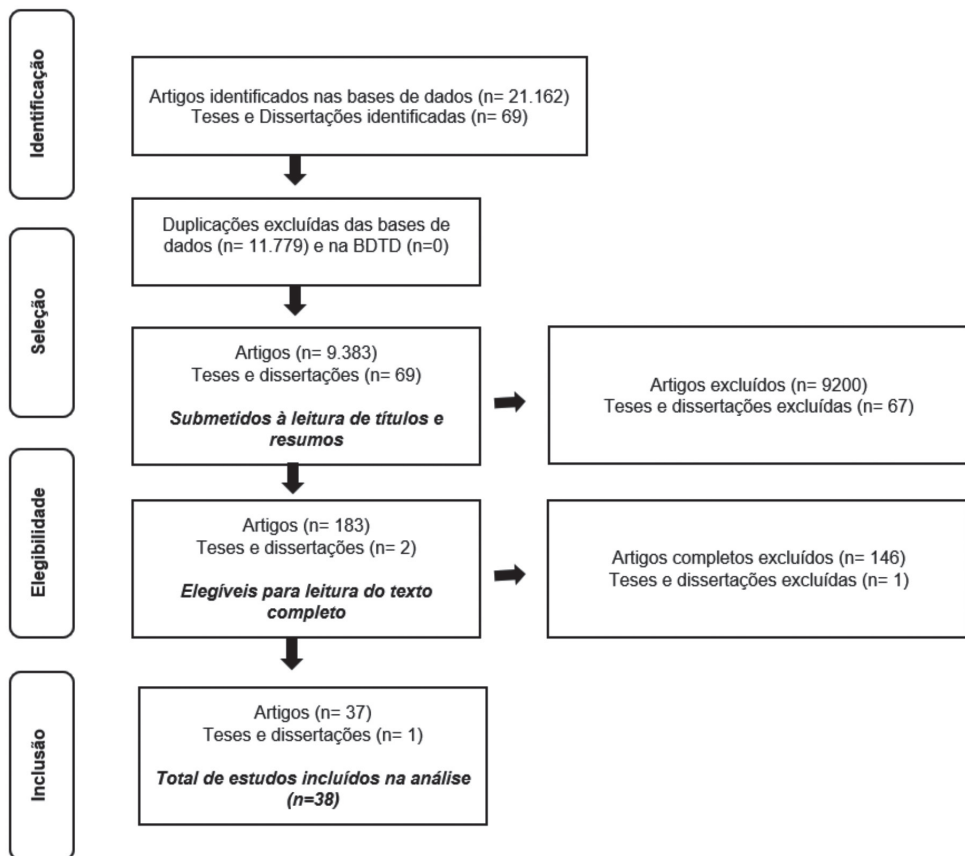 Identificação
Artigos identificados nas bases de dados (n= 21.162)
Teses e Dissertações identificadas (n= 69)
Duplicações excluídas das bases de
dados (n= 11.779) e na BDTD (n=0)
Seleção
Artigos (n= 9.383)
Teses e dissertações (n= 69)
Submetidos à leitura de títulos e
resumos
Artigos excluídos (n= 9200)
Teses e dissertações excluídas (n= 67)
Elegibilidade
Artigos (n= 183)
Teses e dissertações (n= 2)
Elegíveis para leitura do texto
completo
Artigos completos excluídos (n= 146)
Teses e dissertações excluídas (n= 1)
Inclusão
Artigos (n= 37)
Teses e dissertações (n= 1)
Total de estudos incluídos na análise
(n=38)